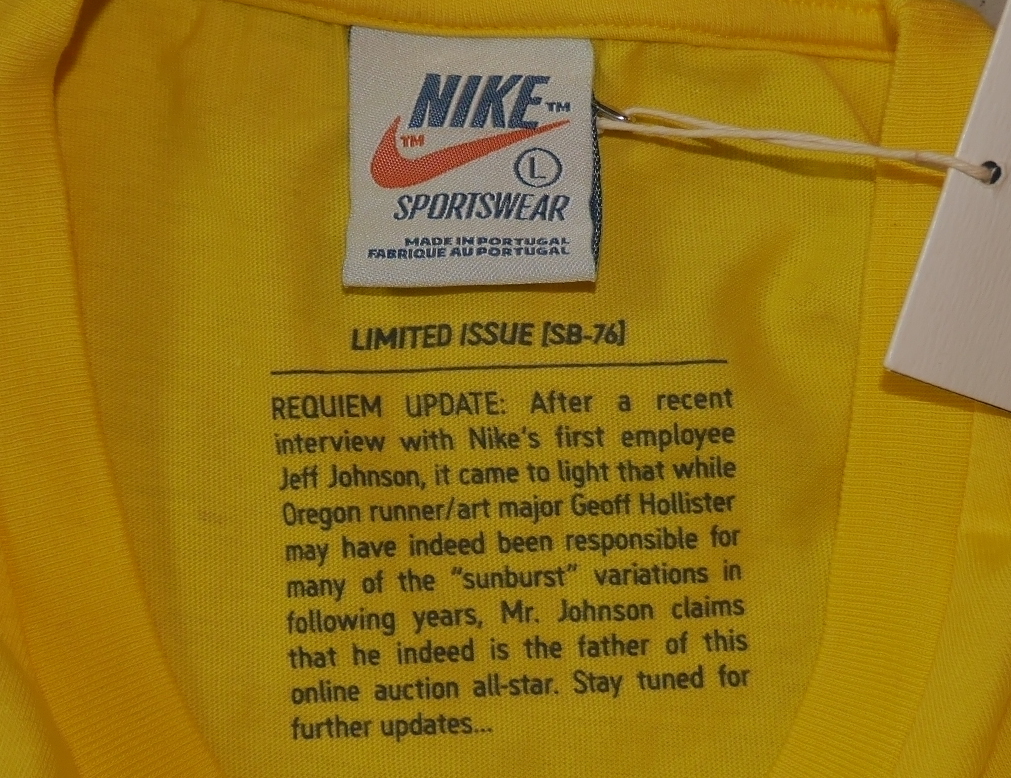 NIKE™
™
L
SPORTSWEAR
MADE IN PORTUGAL
FABRIQUE AU PORTUGAL
LIMITED ISSUE [SB-76]
REQUIEM UPDATE: After a recent
interview with Nike's first employee
Jeff Johnson, it came to light that while
Oregon runner/art major Geoff Hollister
may have indeed been responsible for
many of the “sunburst” variations in
following years, Mr. Johnson claims
that he indeed is the father of this
online auction all-star. Stay tuned for
further updates...